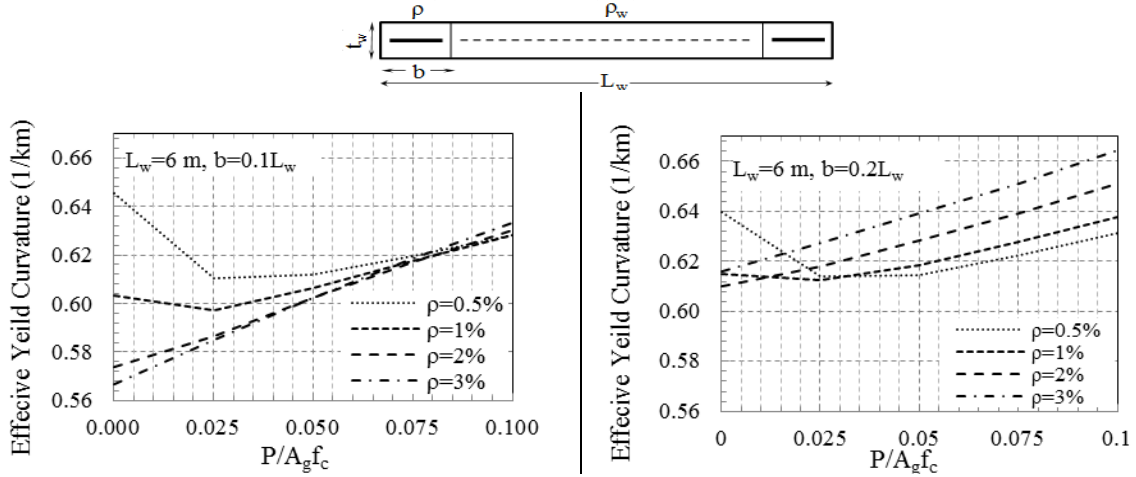 ρ
ρw
tw
b
Lw
Effecive Yeild Curvature (1/km)
0.66
0.64
0.62
0.60
0.58
0.56
Lw=6 m, b=0.1Lw
ρ=0.5%
ρ=1%
ρ=2%
ρ=3%
0.000
0.025
0.050
0.075
0.100
P/Agfc
Effective Yeild Curvature (1/km)
0.66
0.64
0.62
0.60
0.58
0.56
Lw=6 m, b=0.2Lw
ρ=0.5%
ρ=1%
ρ=2%
ρ=3%
0
0.025
0.05
0.075
0.1
P/Agfc